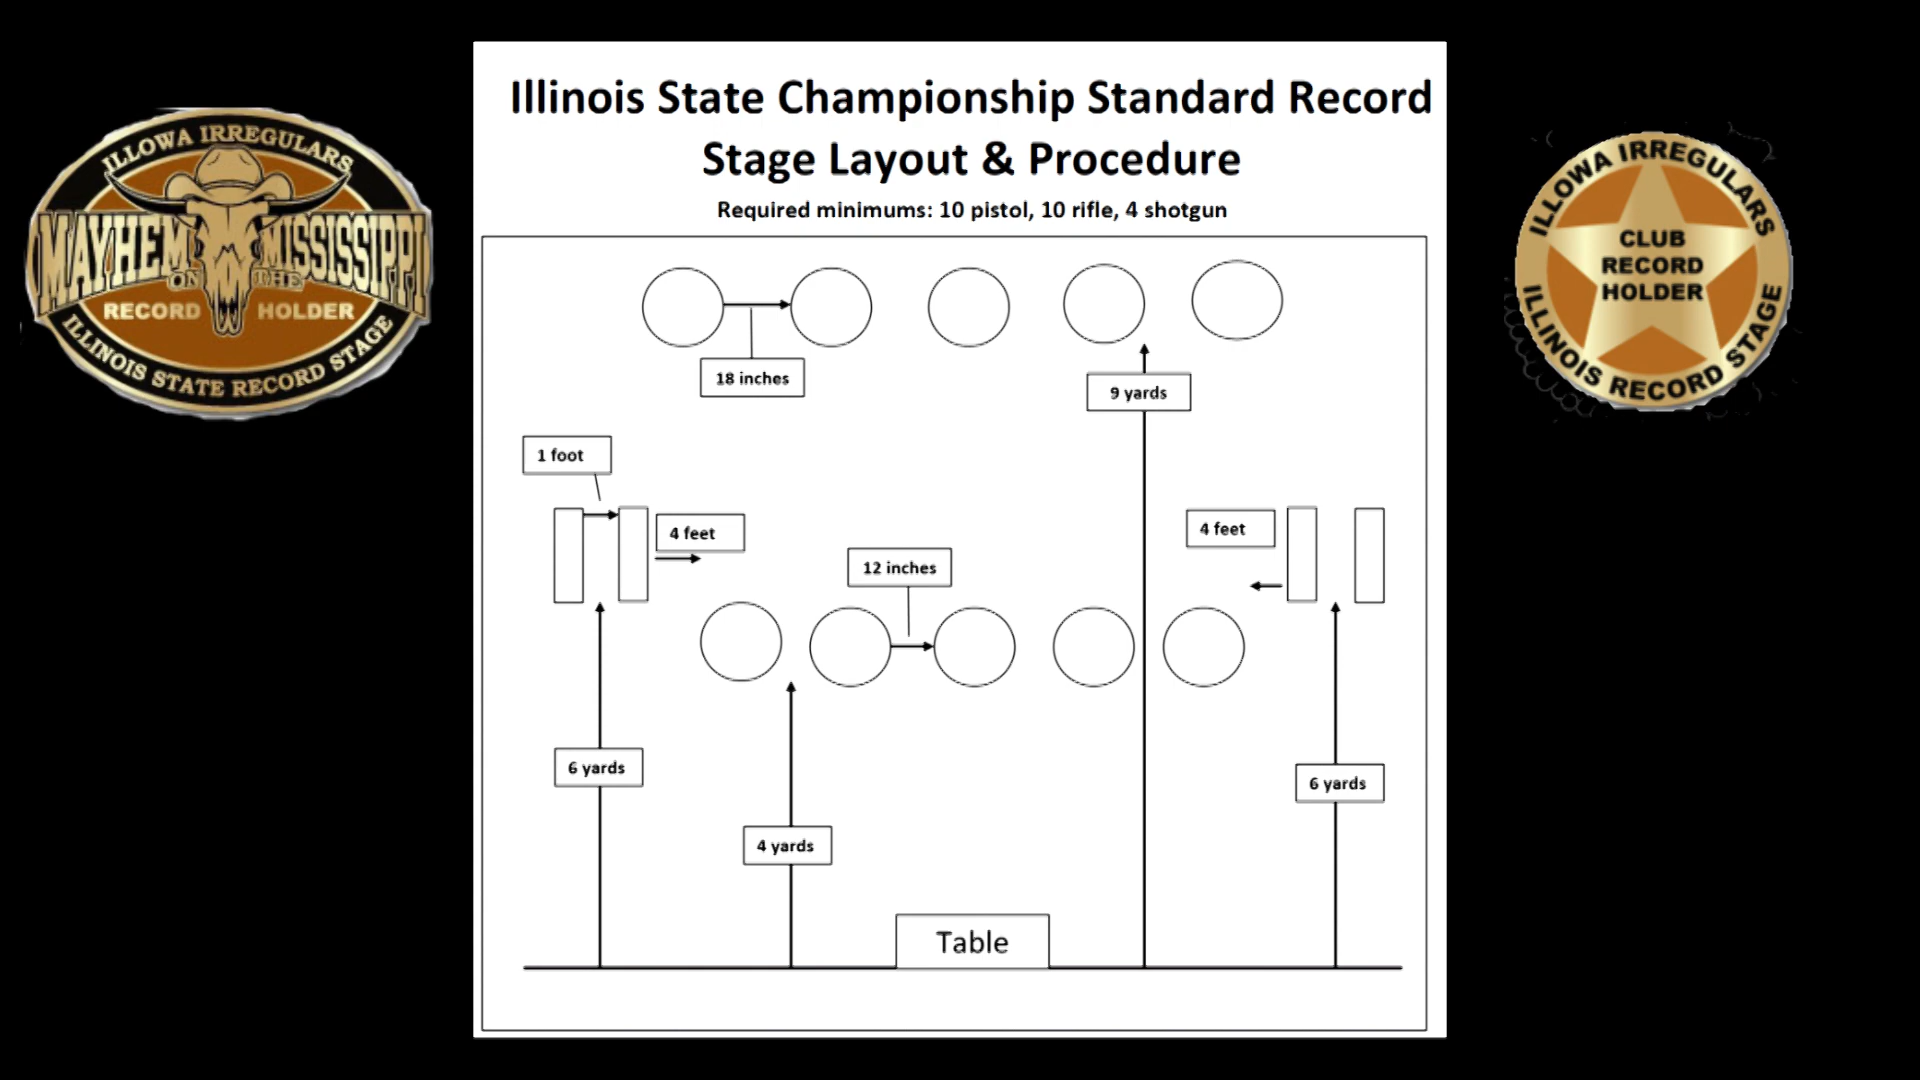 Illinois State Championship Standard Record
Stage Layout & Procedure
Required minimums: 10 pistol, 10 rifle, 4 shotgun
ILLOWA IRREGULARS
MAYHEM ON THE MISSISSIPPI
RECORD HOLDER
ILLINOIS STATE RECORD STAGE
18 inches
9 yards
1 foot
4 feet
4 feet
12 inches
6 yards
6 yards
4 yards
Table
ILLOWA IRREGULARS
CLUB
RECORD
HOLDER
ILLINOIS RECORD STAGE